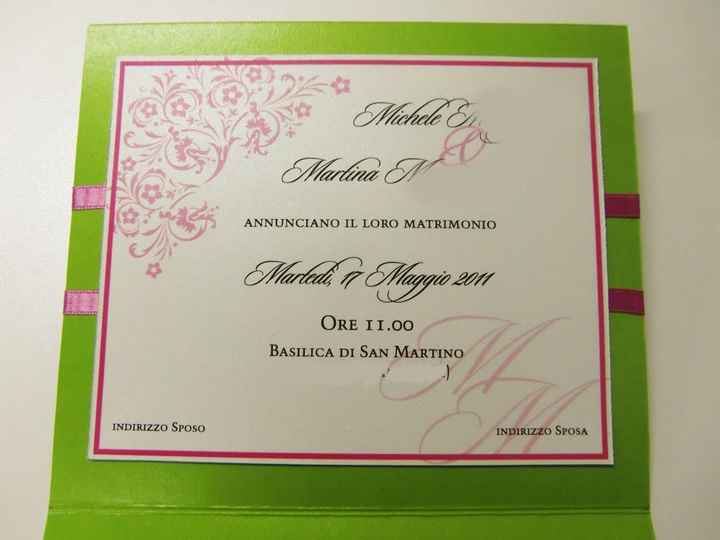 Michele
&
Martina
ANNUNCIANO IL LORO MATRIMONIO
Martedì, 17 Maggio 2011
ORE 11.00
BASILICA DI SAN MARTINO
)
M
M
INDIRIZZO SPOSO
INDIRIZZO SPOSA